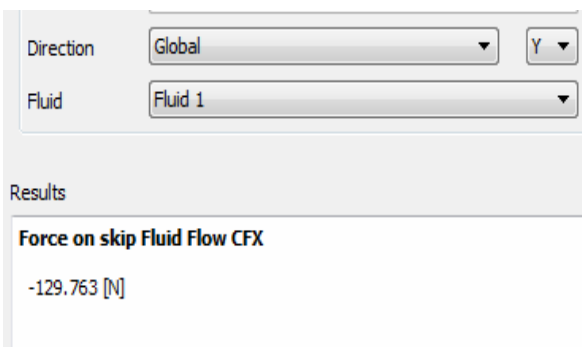 Direction Global Y
Fluid Fluid 1
Results
Force on skip Fluid Flow CFX
-129.763 [N]